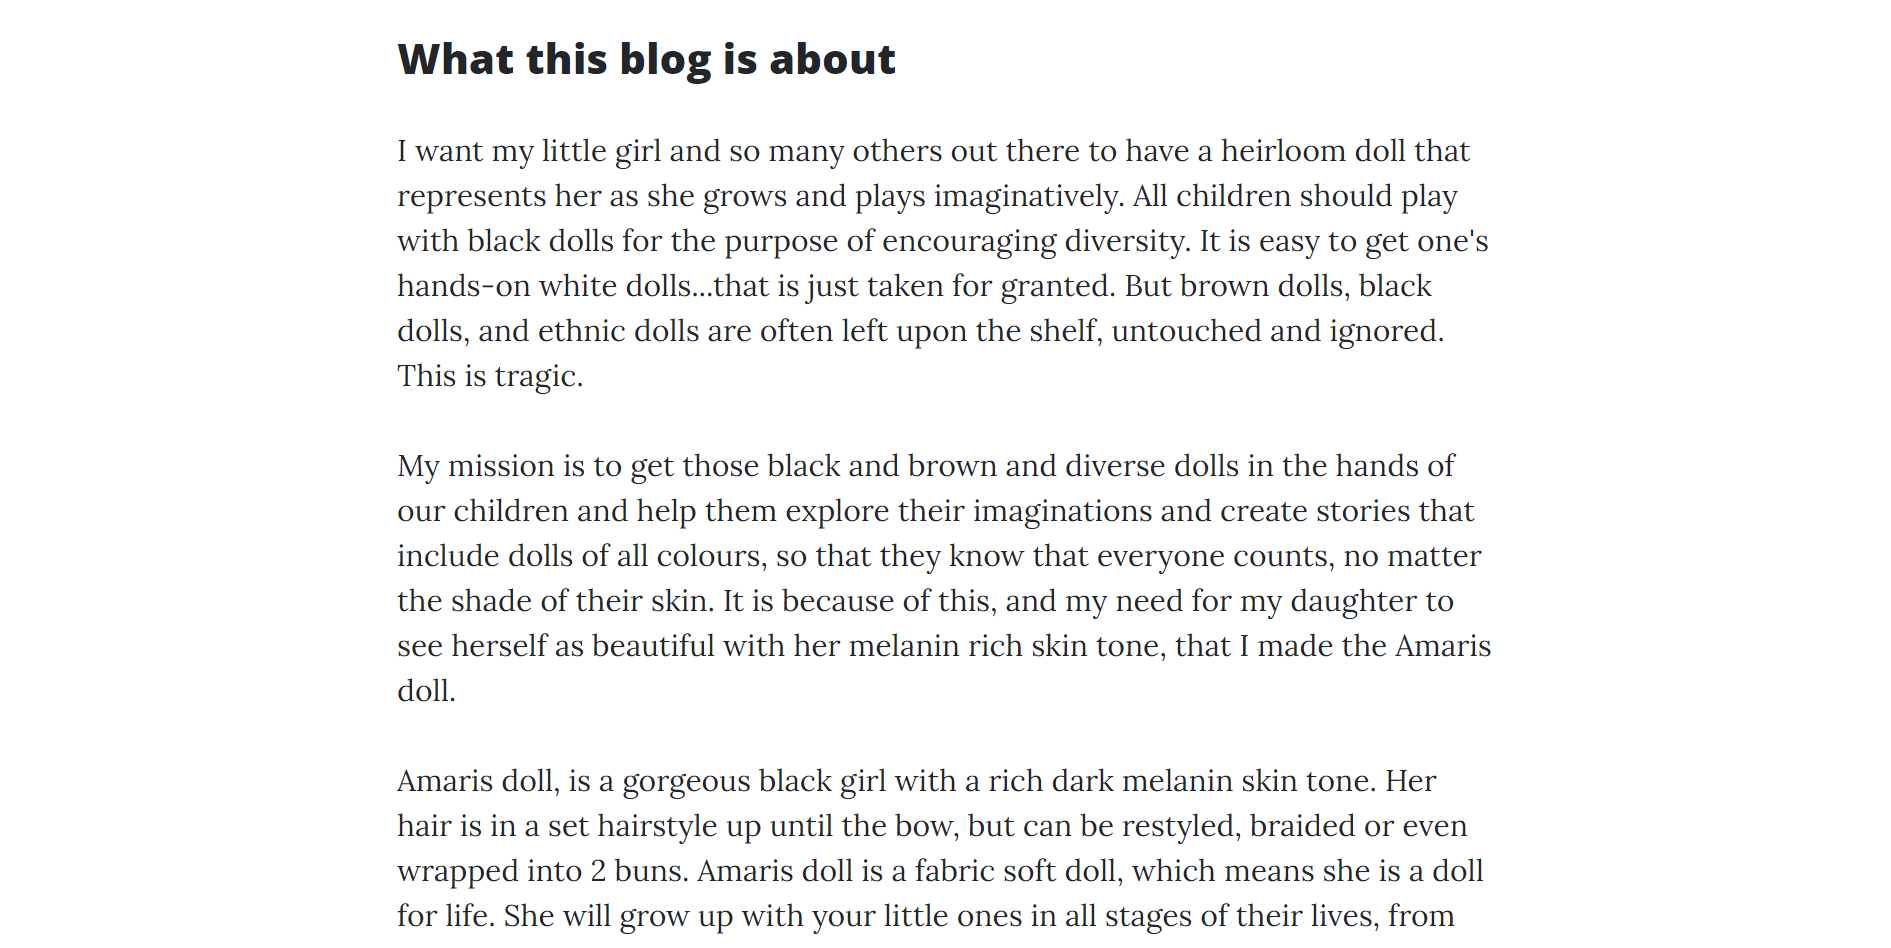 What this blog is about
I want my little girl and so many others out there to have a heirloom doll that
represents her as she grows and plays imaginatively. All children should play
with black dolls for the purpose of encouraging diversity. It is easy to get one's
hands-on white dolls...that is just taken for granted. But brown dolls, black
dolls, and ethnic dolls are often left upon the shelf, untouched and ignored.
This is tragic.
My mission is to get those black and brown and diverse dolls in the hands of
our children and help them explore their imaginations and create stories that
include dolls of all colours, so that they know that everyone counts, no matter
the shade of their skin. It is because of this, and my need for my daughter to
see herself as beautiful with her melanin rich skin tone, that I made the Amaris
doll.
Amaris doll, is a gorgeous black girl with a rich dark melanin skin tone. Her
hair is in a set hairstyle up until the bow, but can be restyled, braided or even
wrapped into 2 buns. Amaris doll is a fabric soft doll, which means she is a doll
for life. She will grow up with your little ones in all stages of their lives, from